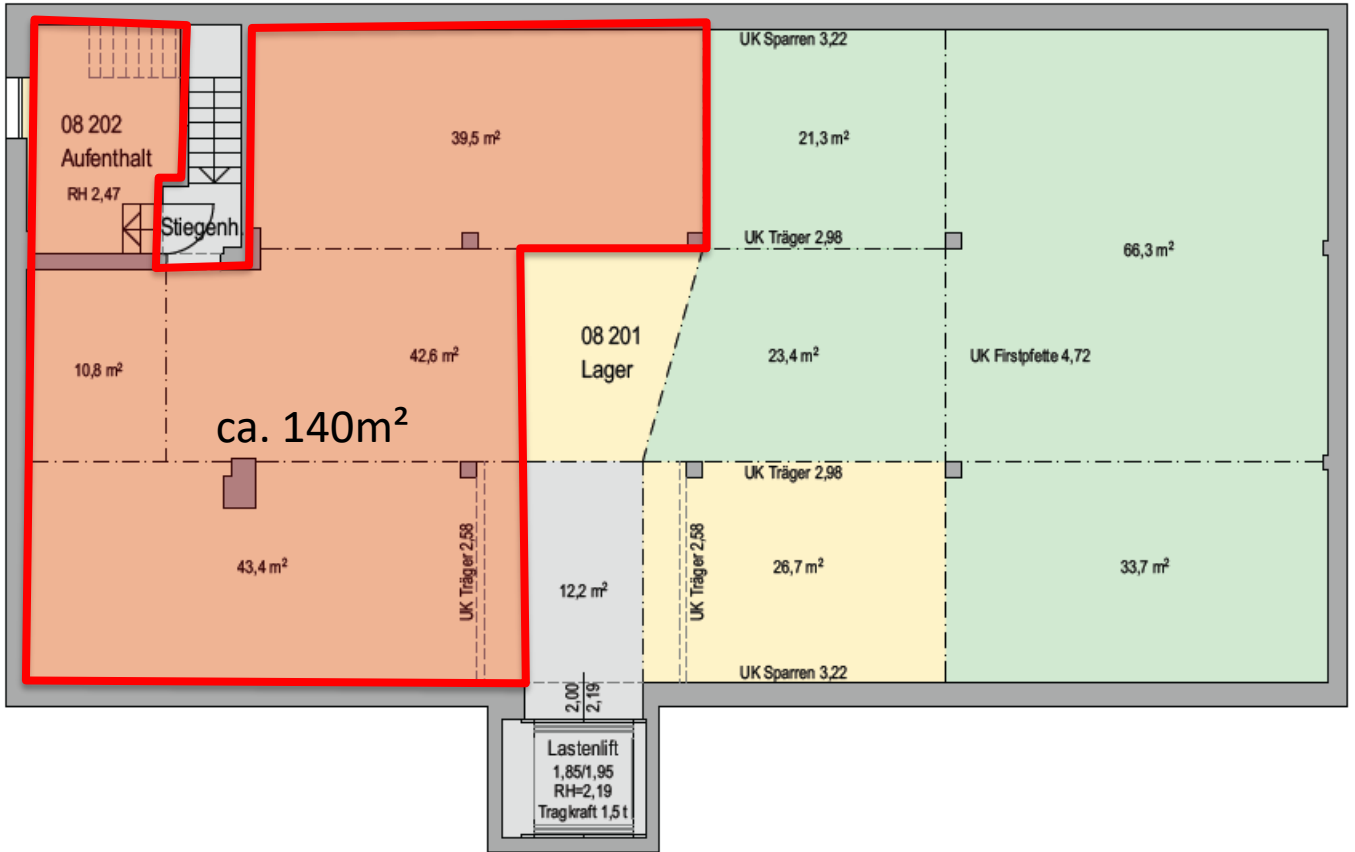 UK Sparren 3,22
08 202
Aufenthalt
RH 2,47
39,5 m²
21,3 m²
Stiegenh.
UK Träger 2,98
66,3 m²
08 201
Lager
10,8 m²
42,6 m²
23,4 m²
UK Firstpfette 4,72
ca. 140m²
UK Träger 2,98
43,4 m²
UK Träger 2,58
12,2 m²
UK Träger 2,58
26,7 m²
33,7 m²
UK Sparren 3,22
2,00
2,19
Lastenlift
1,85/1,95
RH=2,19
Tragkraft 1,5 t